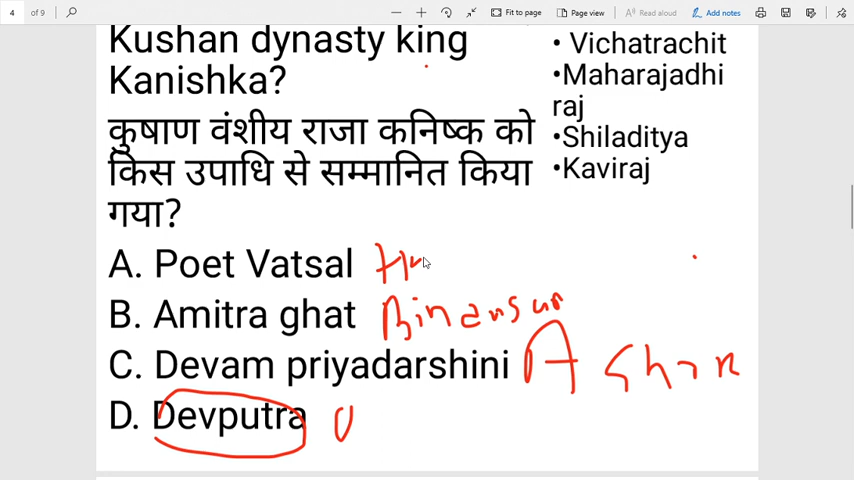 4 of 9 Fit to page Page view Read aloud Add notes
Kushan dynasty king
Kanishka?
कुषाण वंशीय राजा कनिष्क को
किस उपाधि से सम्मानित किया
गया?
A. Poet Vatsal
B. Amitra ghat
C. Devam priyadarshini
D. Devputra
• Vichatrachit
•Maharajadhi
raj
•Shiladitya
•Kaviraj